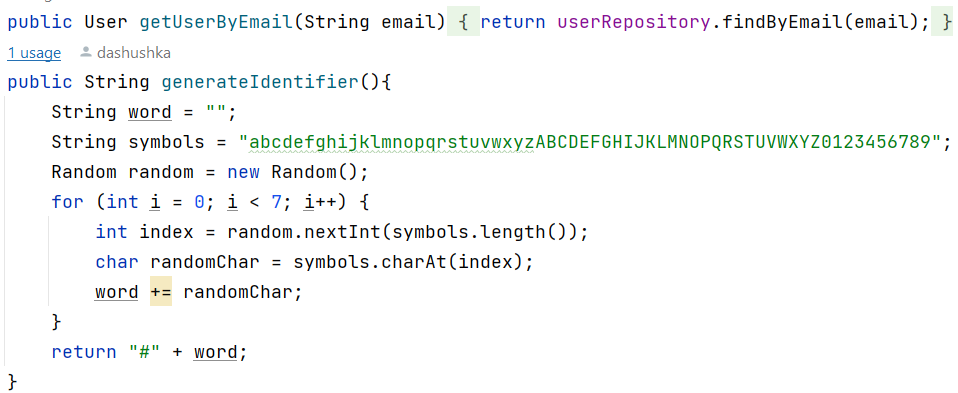 public User getUserByEmail(String email) { return userRepository.findByEmail(email); }
1 usage dashushka
public String generateIdentifier(){
    String word = "";
    String symbols = "abcdefghijklmnopqrstuvwxyzABCDEFGHIJKLMNOPQRSTUVWXYZ0123456789";
    Random random = new Random();
    for (int i = 0; i < 7; i++) {
        int index = random.nextInt(symbols.length());
        char randomChar = symbols.charAt(index);
        word += randomChar;
    }
    return "#" + word;
}